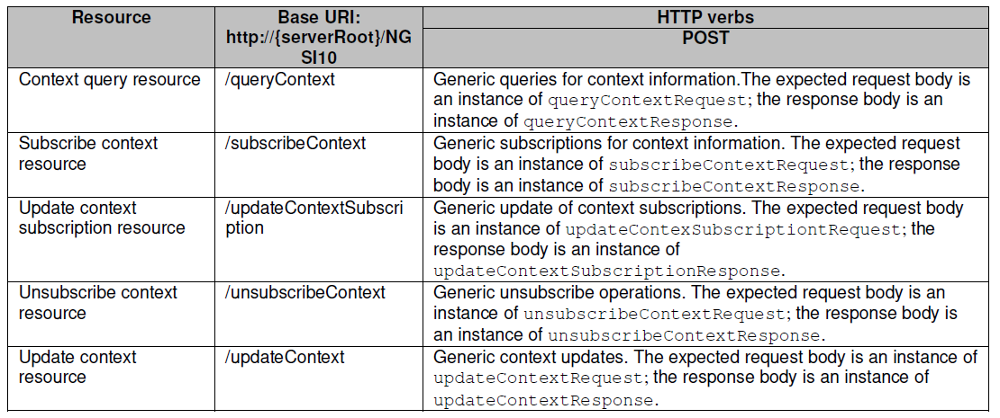 Resource
Base URI:
http://{serverRoot}/NG
SI10
HTTP verbs
POST
Context query resource
/queryContext
Generic queries for context information.The expected request body is
an instance of queryContextRequest; the response body is an
instance of queryContextResponse.
Subscribe context
resource
/subscribeContext
Generic subscriptions for context information. The expected request
body is an instance of subscribeContextRequest; the response
body is an instance of subscribeContextResponse.
Update context
subscription resource
/updateContextSubscri
ption
Generic update of context subscriptions. The expected request body
is an instance of updateContexSubscriptiontRequest; the
response body is an instance of
updateContextSubscriptionResponse.
Unsubscribe context
resource
/unsubscribeContext
Generic unsubscribe operations. The expected request body is an
instance of unsubscribeContextRequest; the response body is
an instance of unsubscribeContextResponse.
Update context
resource
/updateContext
Generic context updates. The expected request body is an instance of
updateContextRequest; the response body is an instance of
updateContextResponse.